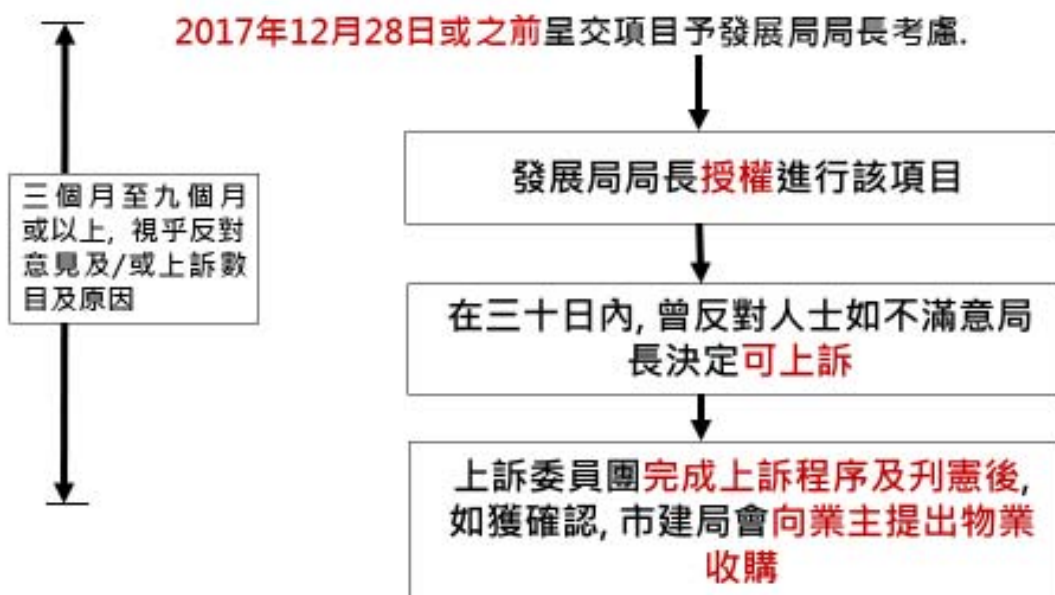 2017年12月28日或之前呈交項目予發展局局長考慮.
發展局局長授權進行該項目
三個月至九個月
或以上, 視乎反對
意見及/或上訴數
目及原因
在三十日內, 曾反對人士如不滿意局
長決定可上訴
上訴委員團完成上訴程序及刋憲後,
如獲確認, 市建局會向業主提出物業
收購